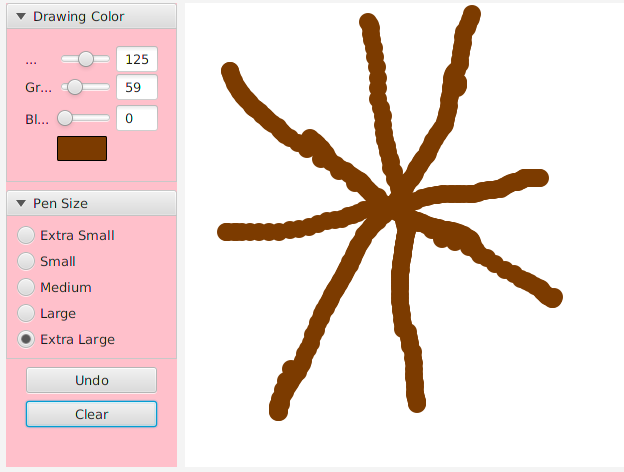 Drawing Color
... 125
Gr... 59
Bl... 0
Pen Size
Extra Small
Small
Medium
Large
Extra Large
Undo
Clear